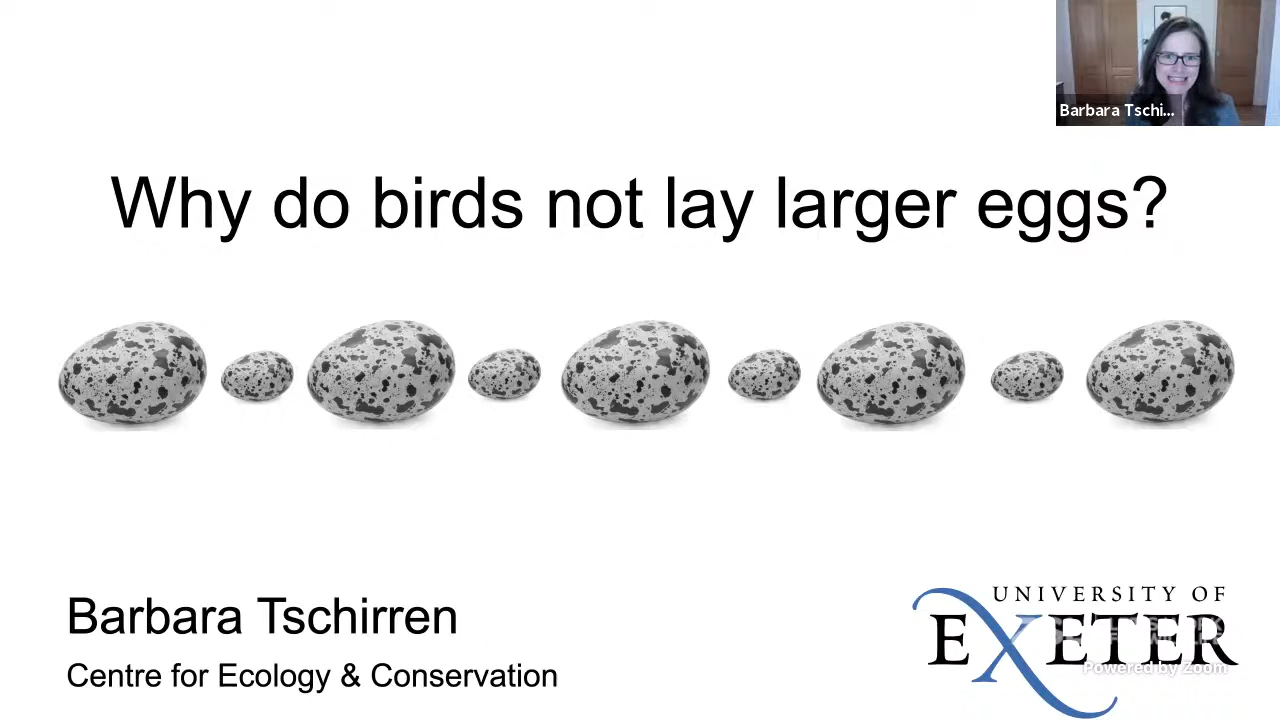 Barbara Tschi...
Why do birds not lay larger eggs?
Barbara Tschirren
Centre for Ecology & Conservation
UNIVERSITY OF
EXETER
Powered by Zoom